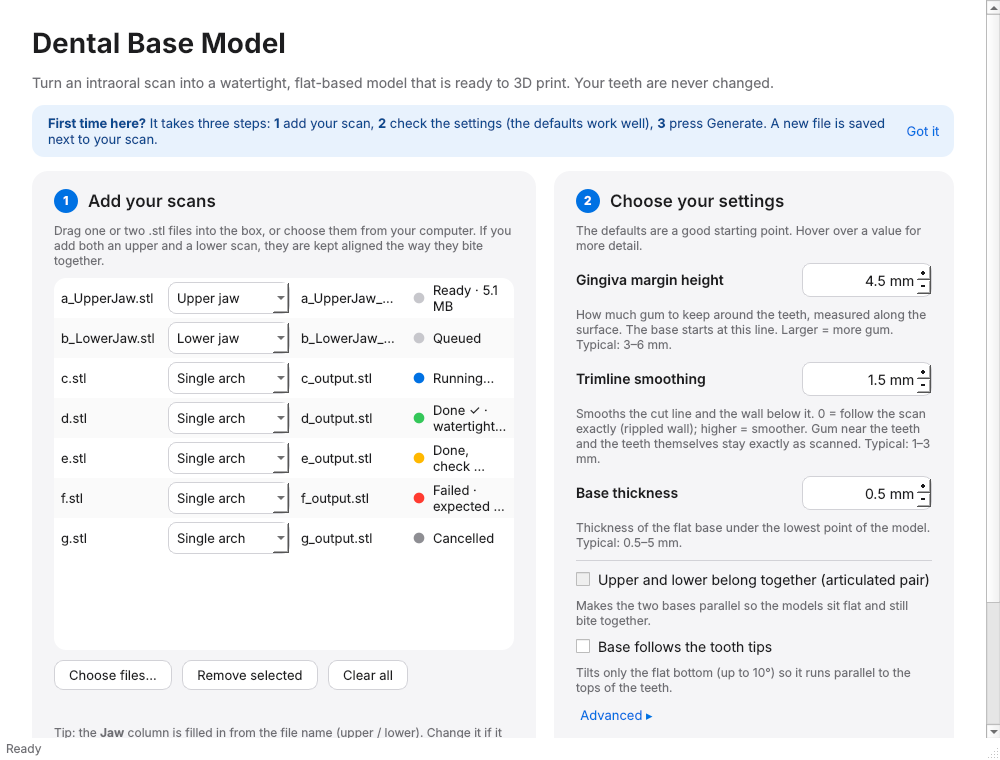 Dental Base Model
Turn an intraoral scan into a watertight, flat-based model that is ready to 3D print. Your teeth are never changed.
First time here? It takes three steps: 1 add your scan, 2 check the settings (the defaults work well), 3 press Generate. A new file is saved
next to your scan.
Got it
1 Add your scans
Drag one or two .stl files into the box, or choose them from your computer. If you
add both an upper and a lower scan, they are kept aligned the way they bite
together.
a_UpperJaw.stl Upper jaw a_UpperJaw_... Ready · 5.1
MB
b_LowerJaw.stl Lower jaw b_LowerJaw_... Queued
c.stl Single arch c_output.stl Running...
d.stl Single arch d_output.stl Done ✓ ·
watertight...
e.stl Single arch e_output.stl Done,
check ...
f.stl Single arch f_output.stl Failed ·
expected ...
g.stl Single arch g_output.stl Cancelled
Choose files... Remove selected Clear all
Tip: the Jaw column is filled in from the file name (upper / lower). Change it if it
2 Choose your settings
The defaults are a good starting point. Hover over a value for
more detail.
Gingiva margin height 4.5 mm
How much gum to keep around the teeth, measured along the
surface. The base starts at this line. Larger = more gum.
Typical: 3–6 mm.
Trimline smoothing 1.5 mm
Smooths the cut line and the wall below it. 0 = follow the scan
exactly (rippled wall); higher = smoother. Gum near the teeth
and the teeth themselves stay exactly as scanned. Typical: 1–3
mm.
Base thickness 0.5 mm
Thickness of the flat base under the lowest point of the model.
Typical: 0.5–5 mm.
Upper and lower belong together (articulated pair)
Makes the two bases parallel so the models sit flat and still
bite together.
Base follows the tooth tips
Tilts only the flat bottom (up to 10°) so it runs parallel to the
tops of the teeth.
Advanced ▸
Ready